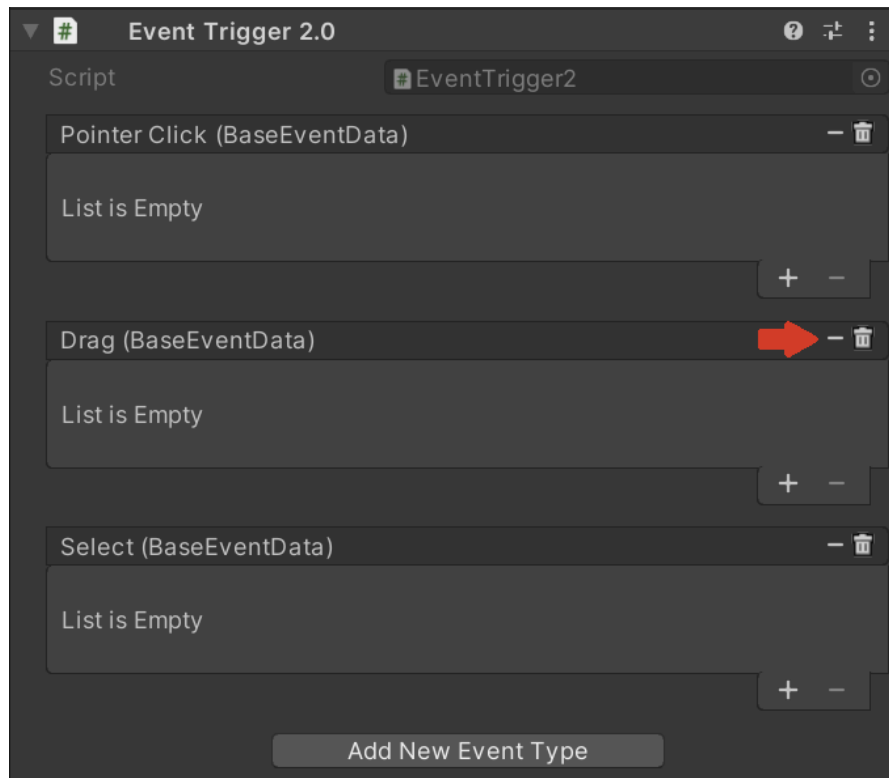 Event Trigger 2.0
Script EventTrigger2
Pointer Click (BaseEventData)
List is Empty
Drag (BaseEventData)
List is Empty
Select (BaseEventData)
List is Empty
Add New Event Type